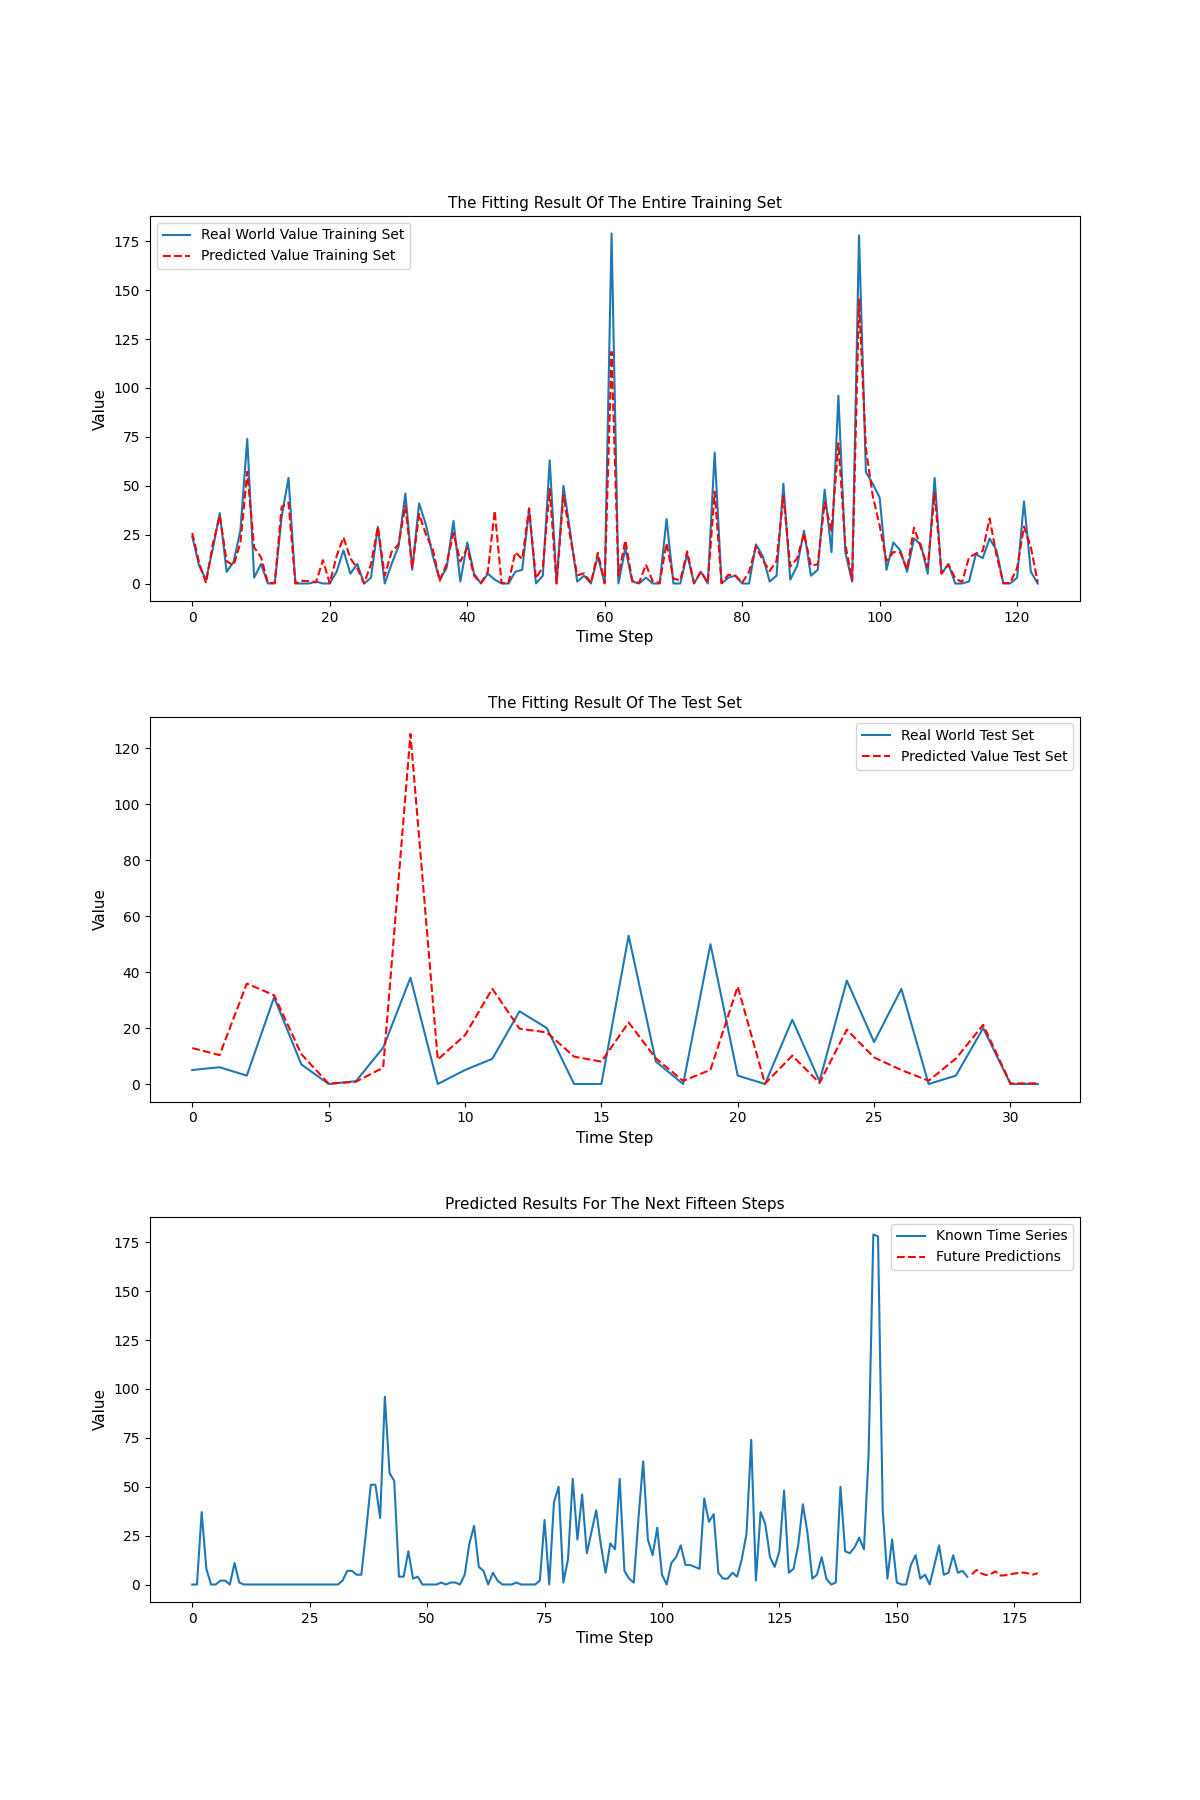 The Fitting Result Of The Entire Training Set
Real World Value Training Set
Predicted Value Training Set
175
150
125
100
75
50
25
0
Value
0 20 40 60 80 100 120
Time Step
The Fitting Result Of The Test Set
Real World Test Set
Predicted Value Test Set
120
100
80
60
40
20
0
Value
0 5 10 15 20 25 30
Time Step
Predicted Results For The Next Fifteen Steps
Known Time Series
Future Predictions
175
150
125
100
75
50
25
0
Value
0 25 50 75 100 125 150 175
Time Step